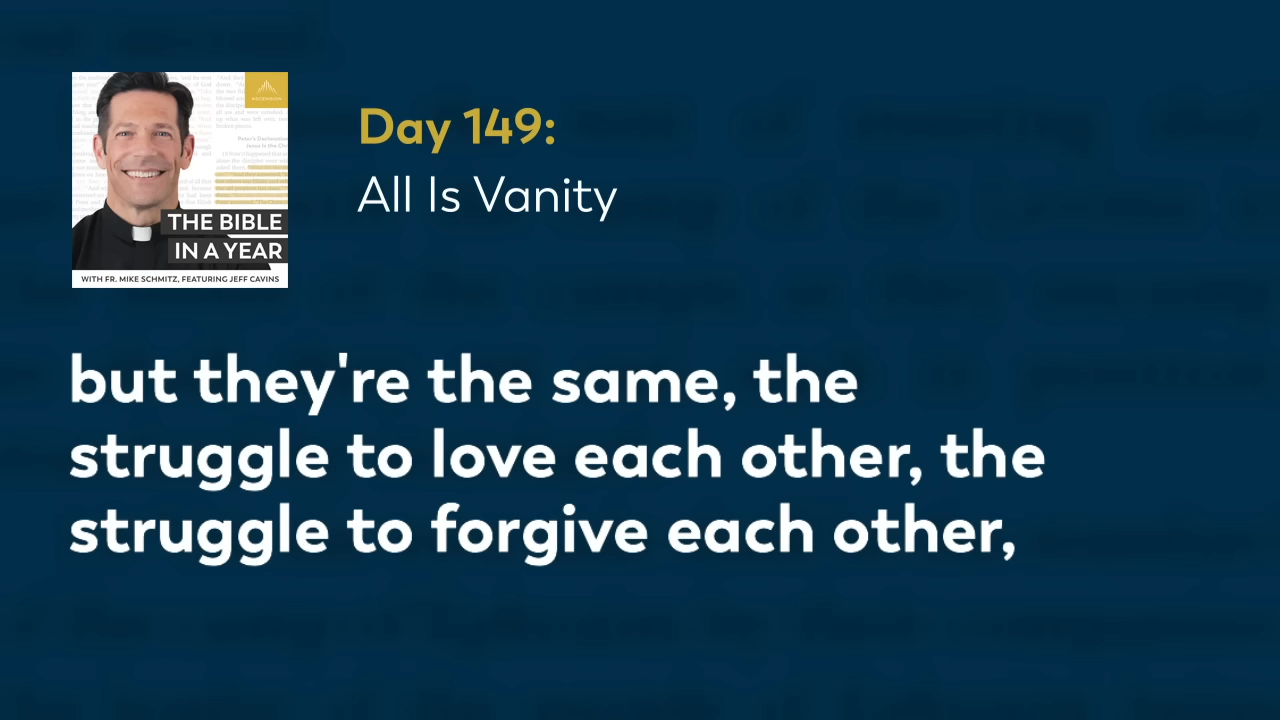 ASCENSION
THE BIBLE
IN A YEAR
WITH FR. MIKE SCHMITZ, FEATURING JEFF CAVINS
Day 149:
All Is Vanity
but they're the same, the
struggle to love each other, the
struggle to forgive each other,